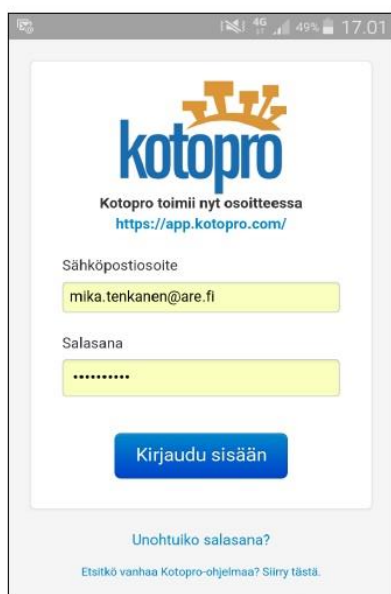 4G 49% 17.01
kotopro
Kotopro toimii nyt osoitteessa
https://app.kotopro.com/
Sähköpostiosoite
mika.tenkanen@are.fi
Salasana
••••••••••
Kirjaudu sisään
Unohtuiko salasana?
Etsitkö vanhaa Kotopro-ohjelmaa? Siirry tästä.